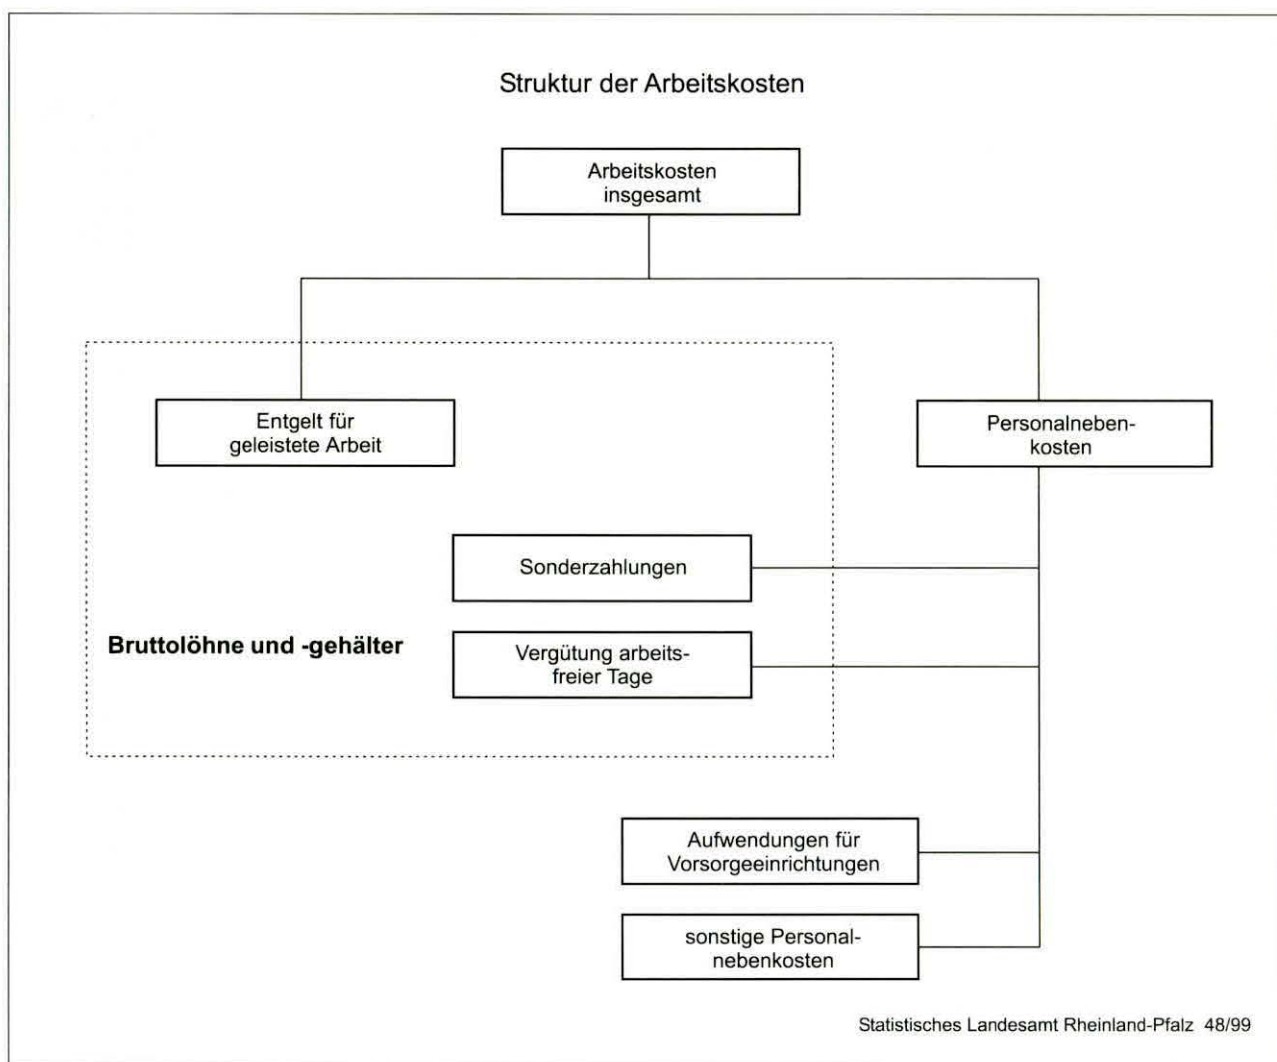 Struktur der Arbeitskosten
Arbeitskosten
insgesamt
Entgelt für
geleistete Arbeit
Personalneben-
kosten
Sonderzahlungen
Bruttolöhne und -gehälter
Vergütung arbeits-
freier Tage
Aufwendungen für
Vorsorgeeinrichtungen
sonstige Personal-
nebenkosten
Statistisches Landesamt Rheinland-Pfalz 48/99